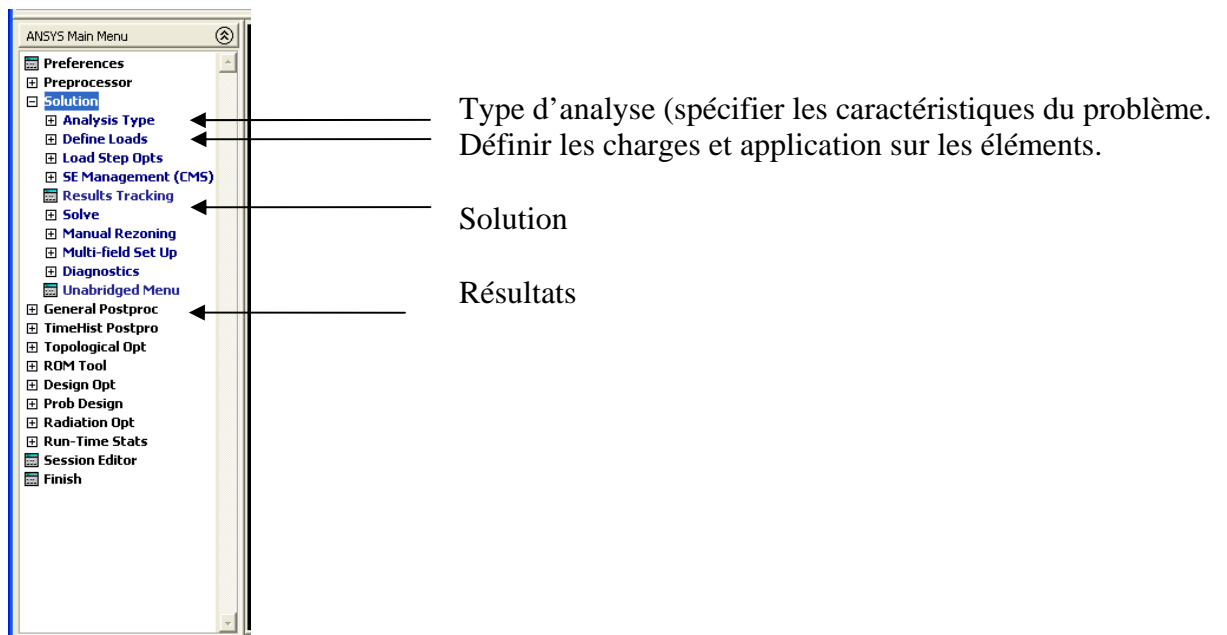 ANSYS Main Menu
Preferences
Preprocessor
Solution
Analysis Type
Define Loads
Load Step Opts
SE Management (CMS)
Results Tracking
Solve
Manual Rezoning
Multi-field Set Up
Diagnostics
Unabridged Menu
General Postproc
TimeHist Postpro
Topological Opt
ROM Tool
Design Opt
Prob Design
Radiation Opt
Run-Time Stats
Session Editor
Finish
Type d’analyse (spécifier les caractéristiques du problème.
Définir les charges et application sur les éléments.
Solution
Résultats